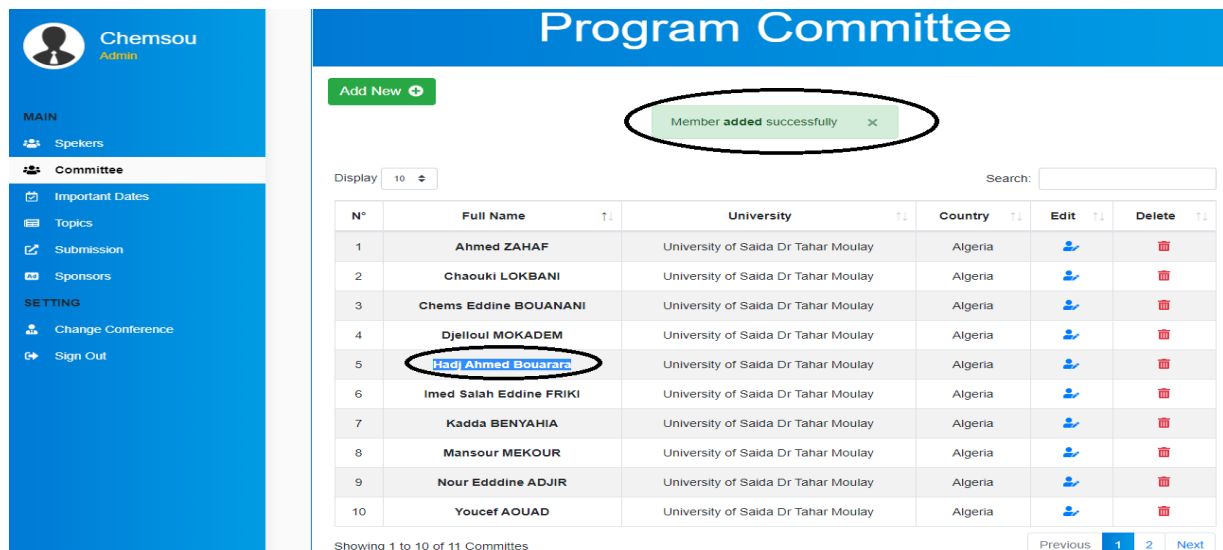 Chemsou
Admin
MAIN
Spekers
Committee
Important Dates
Topics
Submission
Ad Sponsors
SETTING
Change Conference
Sign Out
Program Committee
Add New
Member added successfully ×
Display 10 Search:
N° Full Name University Country Edit Delete
1 Ahmed ZAHAF University of Saida Dr Tahar Moulay Algeria
2 Chaouki LOKBANI University of Saida Dr Tahar Moulay Algeria
3 Chems Eddine BOUANANI University of Saida Dr Tahar Moulay Algeria
4 Djelloul MOKADEM University of Saida Dr Tahar Moulay Algeria
5 Hadj Ahmed Bouarara University of Saida Dr Tahar Moulay Algeria
6 Imed Salah Eddine FRIKI University of Saida Dr Tahar Moulay Algeria
7 Kadda BENYAHIA University of Saida Dr Tahar Moulay Algeria
8 Mansour MEKOUR University of Saida Dr Tahar Moulay Algeria
9 Nour Edddine ADJIR University of Saida Dr Tahar Moulay Algeria
10 Youcef AOUAD University of Saida Dr Tahar Moulay Algeria
Showing 1 to 10 of 11 Committes Previous 1 2 Next